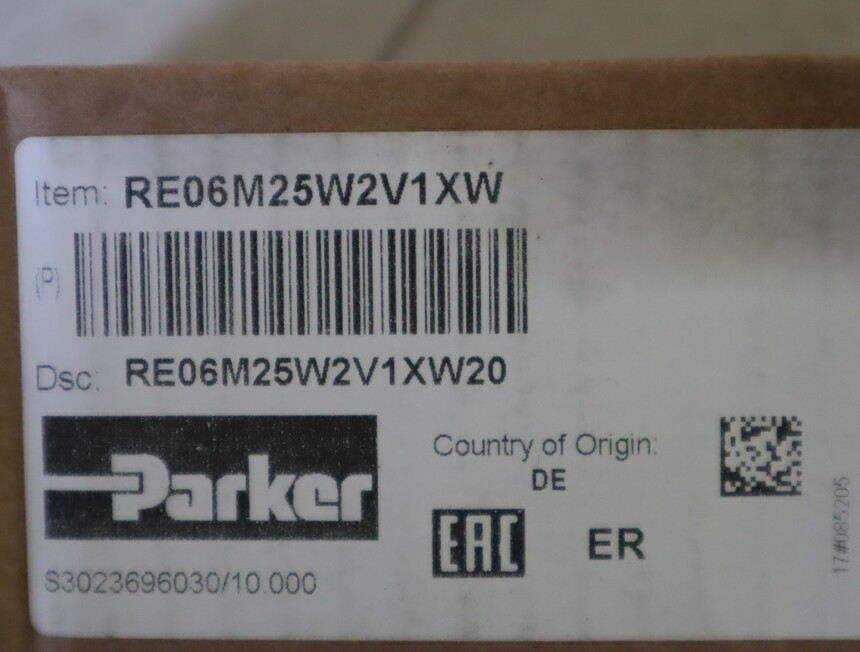 Item: RE06M25W2V1XW
(P)
Dsc: RE06M25W2V1XW20
Parker
Country of Origin:
DE
EAC ER
S3023696030/10.000
17#085205